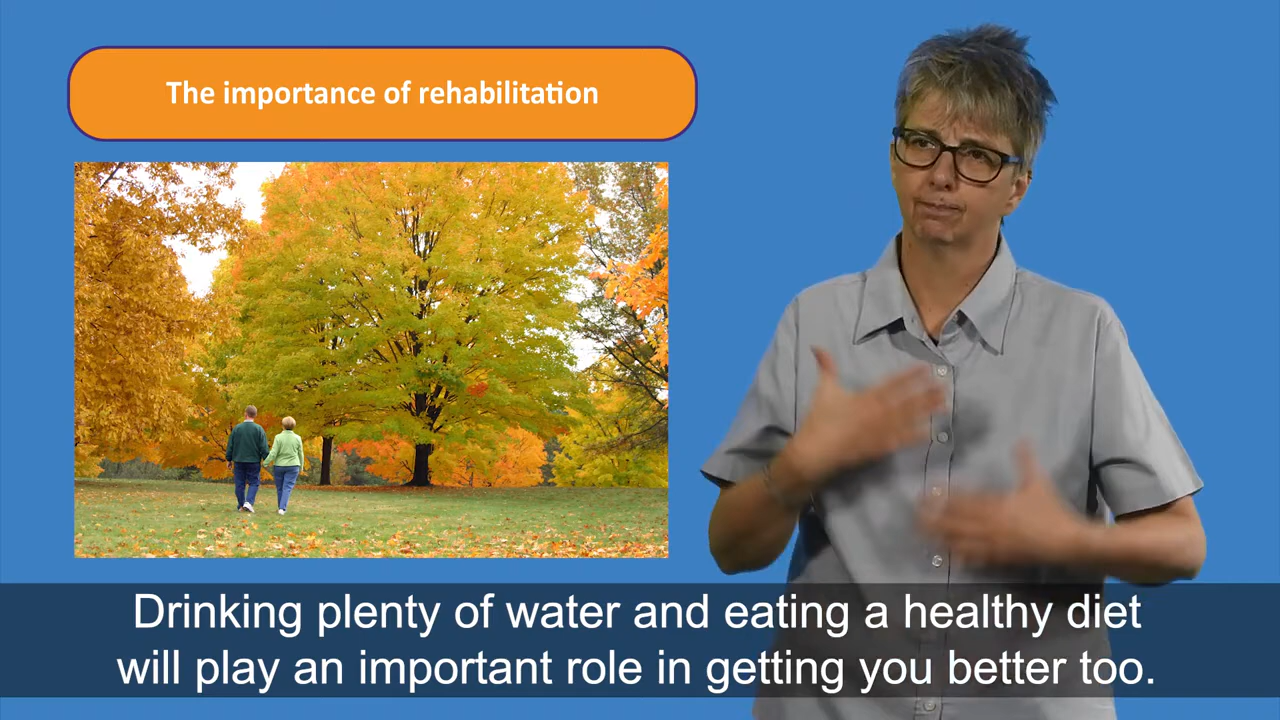 The importance of rehabilitation
Drinking plenty of water and eating a healthy diet
will play an important role in getting you better too.